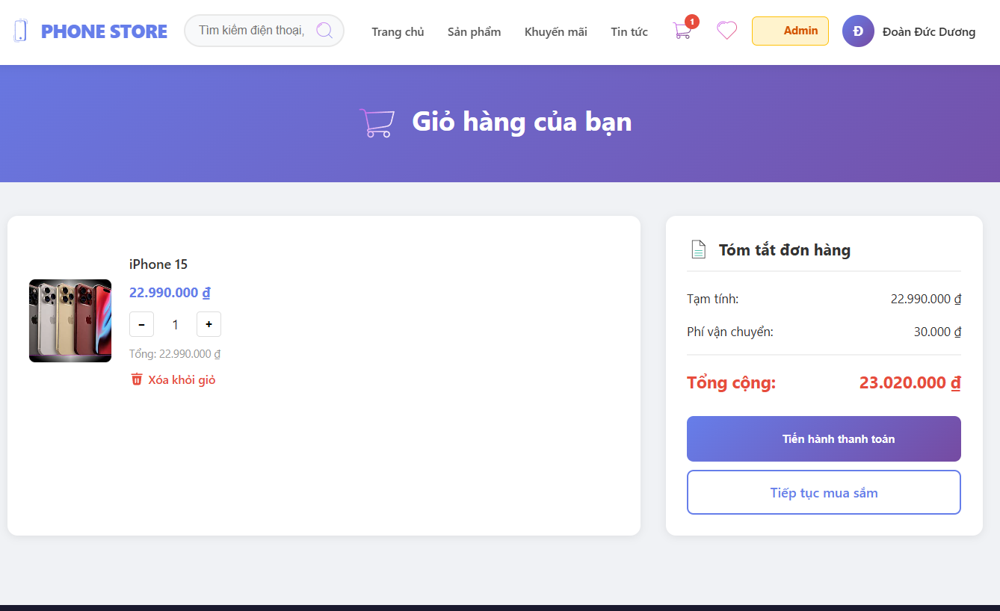 PHONE STORE
Tìm kiếm điện thoại,
Trang chủ
Sản phẩm
Khuyến mãi
Tin tức
1
Admin
Đ
Đoàn Đức Dương
Giỏ hàng của bạn
iPhone 15
22.990.000 ₫
- 1 +
Tổng: 22.990.000 ₫
Xóa khỏi giỏ
Tóm tắt đơn hàng
Tạm tính: 22.990.000 ₫
Phí vận chuyển: 30.000 ₫
Tổng cộng: 23.020.000 ₫
Tiến hành thanh toán
Tiếp tục mua sắm